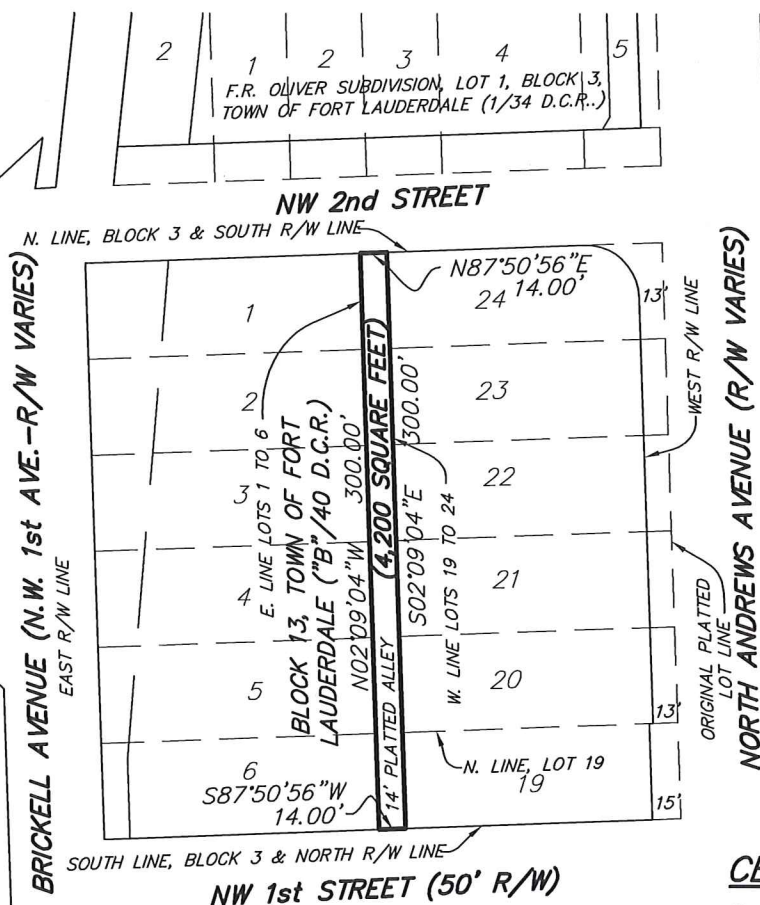 2
1
2
3
4
5
F.R. OLIVER SUBDIVISION, LOT 1, BLOCK 3,
TOWN OF FORT LAUDERDALE (1/34 D.C.R..)
NW 2nd STREET
N. LINE, BLOCK 3 & SOUTH R/W LINE
N87°50'56"E
14.00'
1
24
13'
2
23
3
22
4
21
5
20
13'
6
19
15'
BRICKELL AVENUE (N.W. 1st AVE.-R/W VARIES)
EAST R/W LINE
E. LINE LOTS 1 TO 6
BLOCK 13, TOWN OF FORT
LAUDERDALE ("B"/40 D.C.R.)
N02°09'04"W
300.00'
14' PLATTED ALLEY
(4,200 SQUARE FEET)
300.00'
S02°09'04"E
W. LINE LOTS 19 TO 24
WEST R/W LINE
ORIGINAL PLATTED
LOT LINE
NORTH ANDREWS AVENUE (R/W VARIES)
N. LINE, LOT 19
S87°50'56"W
14.00'
SOUTH LINE, BLOCK 3 & NORTH R/W LINE
NW 1st STREET (50' R/W)